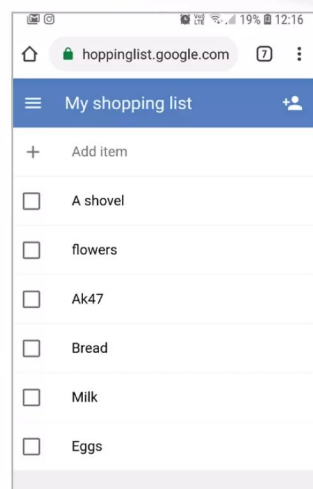 19% 12:16
hoppinglist.google.com 7
My shopping list
Add item
A shovel
flowers
Ak47
Bread
Milk
Eggs